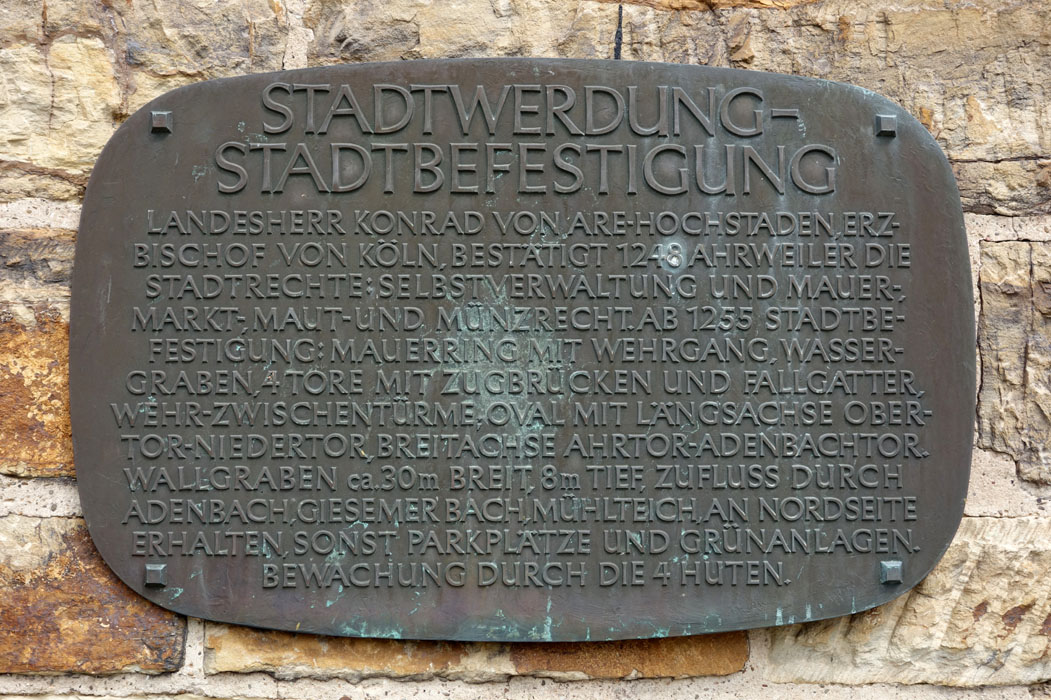 STADTWERDUNG–
STADTBEFESTIGUNG
LANDESHERR KONRAD VON ARE-HOCHSTADEN, ERZ-
BISCHOF VON KÖLN, BESTÄTIGT 1248 AHRWEILER DIE
STADTRECHTE: SELBSTVERWALTUNG UND MAUER-,
MARKT-, MAUT- UND MÜNZRECHT. AB 1255 STADTBE-
FESTIGUNG: MAUERRING MIT WEHRGANG, WASSER-
GRABEN, 4 TORE MIT ZUGBRÜCKEN UND FALLGATTER,
WEHR-ZWISCHENTÜRME. OVAL MIT LÄNGSACHSE OBER-
TOR-NIEDERTOR, BREITACHSE AHRTOR-ADENBACHTOR.
WALLGRABEN ca. 30m BREIT, 8m TIEF, ZUFLUSS DURCH
ADENBACH, GIESEMER BACH, MÜHLTEICH, AN NORDSEITE
ERHALTEN, SONST PARKPLÄTZE UND GRÜNANLAGEN.
BEWACHUNG DURCH DIE 4 HUTEN.